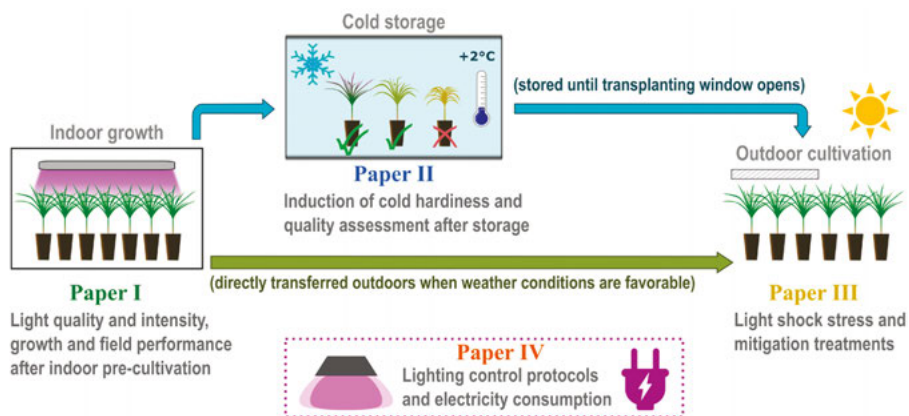 Cold storage
+2°C
(stored until transplanting window opens)
Indoor growth
Outdoor cultivation
Paper II
Induction of cold hardiness and
quality assessment after storage
(directly transferred outdoors when weather conditions are favorable)
Paper I
Light quality and intensity,
growth and field performance
after indoor pre-cultivation
Paper III
Light shock stress and
mitigation treatments
Paper IV
Lighting control protocols
and electricity consumption